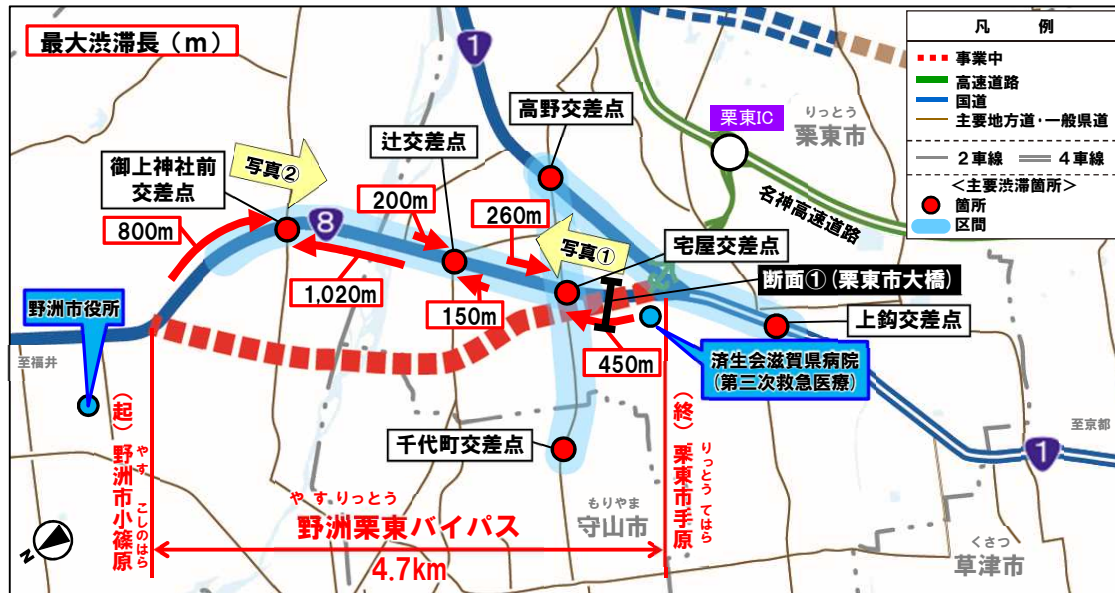 最大渋滞長（m）
1
高野交差点
辻交差点
御上神社前
交差点
写真②
800m
8
1,020m
200m
150m
260m
写真①
宅屋交差点
断面①(栗東市大橋)
450m
上鈎交差点
済生会滋賀県病院
(第三次救急医療)
栗東IC
りっとう
栗東市
名神高速道路
凡 例
事業中
高速道路
国道
主要地方道・一般県道
2車線
4車線
<主要渋滞箇所>
箇所
区間
野洲市役所
至福井
至京都
1
千代町交差点
（起）野洲市小篠原
やす こしのはら
（終）栗東市手原
りっとう てはら
やすりっとう
野洲栗東バイパス
4.7km
もりやま
守山市
くさつ
草津市
N